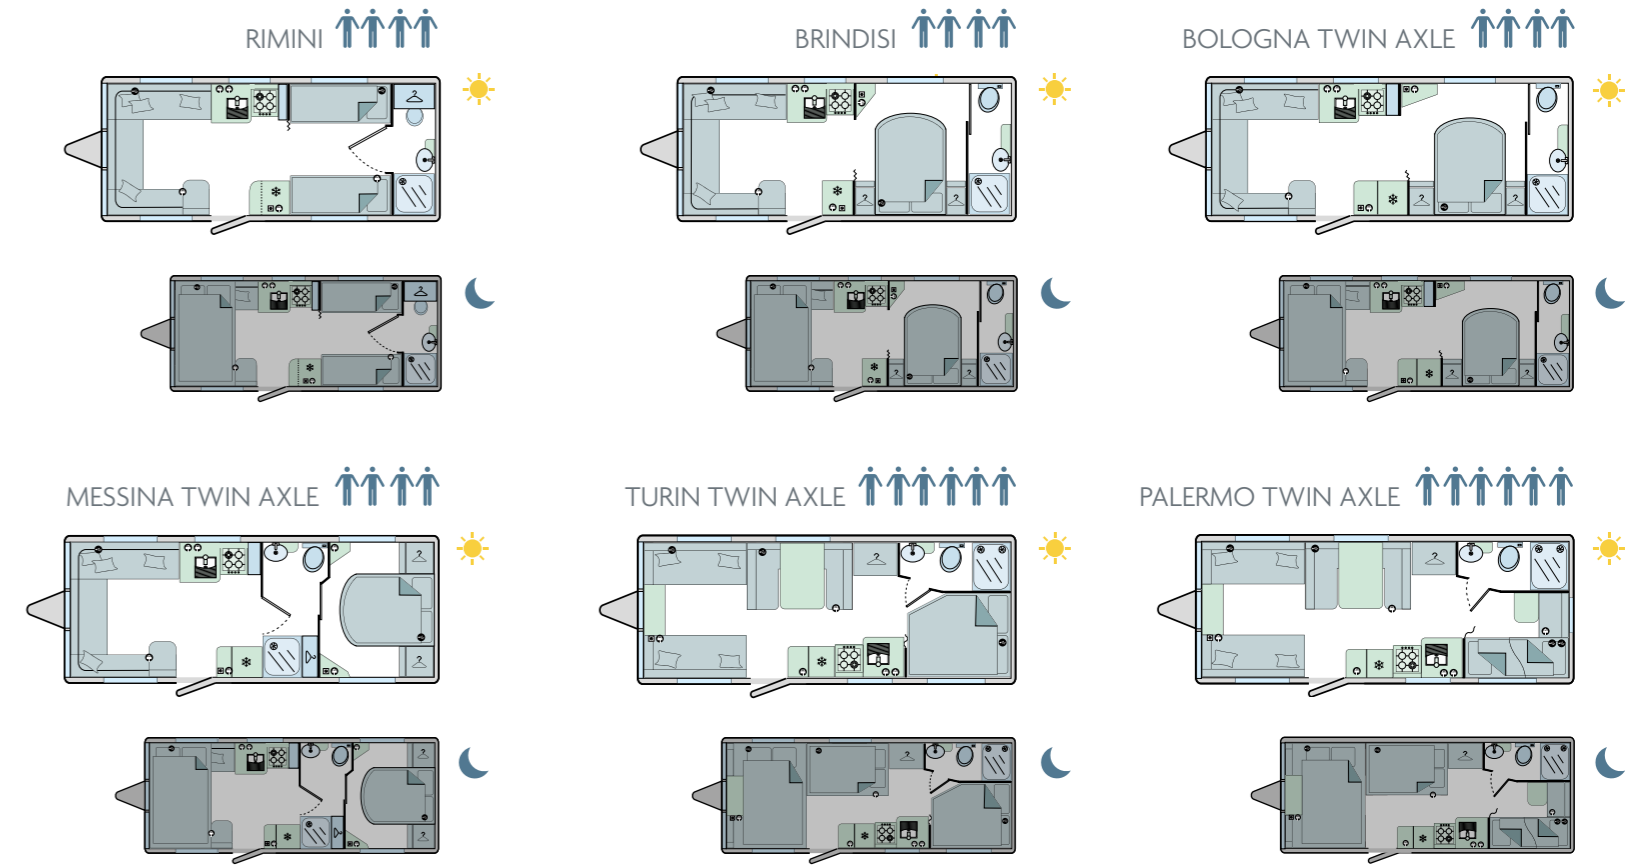 RIMINI
BRINDISI
BOLOGNA TWIN AXLE
MESSINA TWIN AXLE
TURIN TWIN AXLE
PALERMO TWIN AXLE